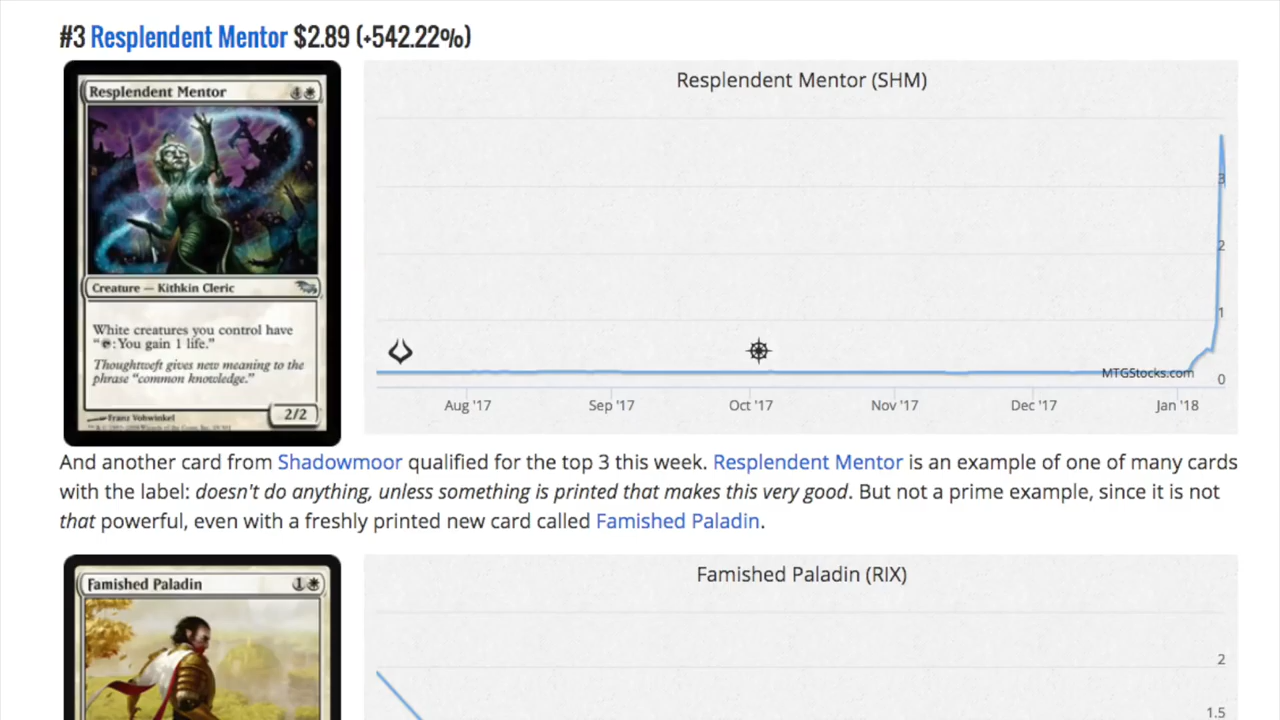 #3 Resplendent Mentor $2.89 (+542.22%)
Resplendent Mentor 4
Creature — Kithkin Cleric
White creatures you control have
“ : You gain 1 life.”
Thoughtweft gives new meaning to the
phrase “common knowledge.”
Franz Vohwinkel
2/2
Resplendent Mentor (SHM)
3
2
1
MTGStocks.com
0
Aug '17 Sep '17 Oct '17 Nov '17 Dec '17 Jan '18
And another card from Shadowmoor qualified for the top 3 this week. Resplendent Mentor is an example of one of many cards
with the label: doesn't do anything, unless something is printed that makes this very good. But not a prime example, since it is not
that powerful, even with a freshly printed new card called Famished Paladin.
Famished Paladin 1
Famished Paladin (RIX)
2
1.5